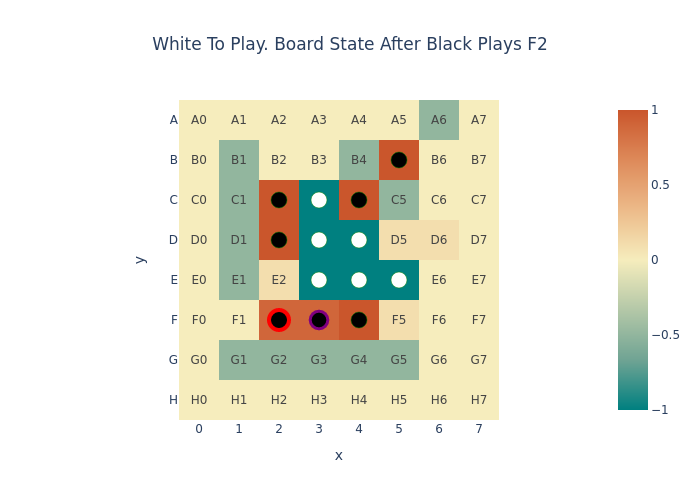 White To Play. Board State After Black Plays F2
A A0 A1 A2 A3 A4 A5 A6 A7
B B0 B1 B2 B3 B4 B6 B7
C C0 C1 C5 C6 C7
D D0 D1 D5 D6 D7
E E0 E1 E2 E6 E7
F F0 F1 F5 F6 F7
G G0 G1 G2 G3 G4 G5 G6 G7
H H0 H1 H2 H3 H4 H5 H6 H7
0 1 2 3 4 5 6 7
x
y
1
0.5
0
−0.5
−1